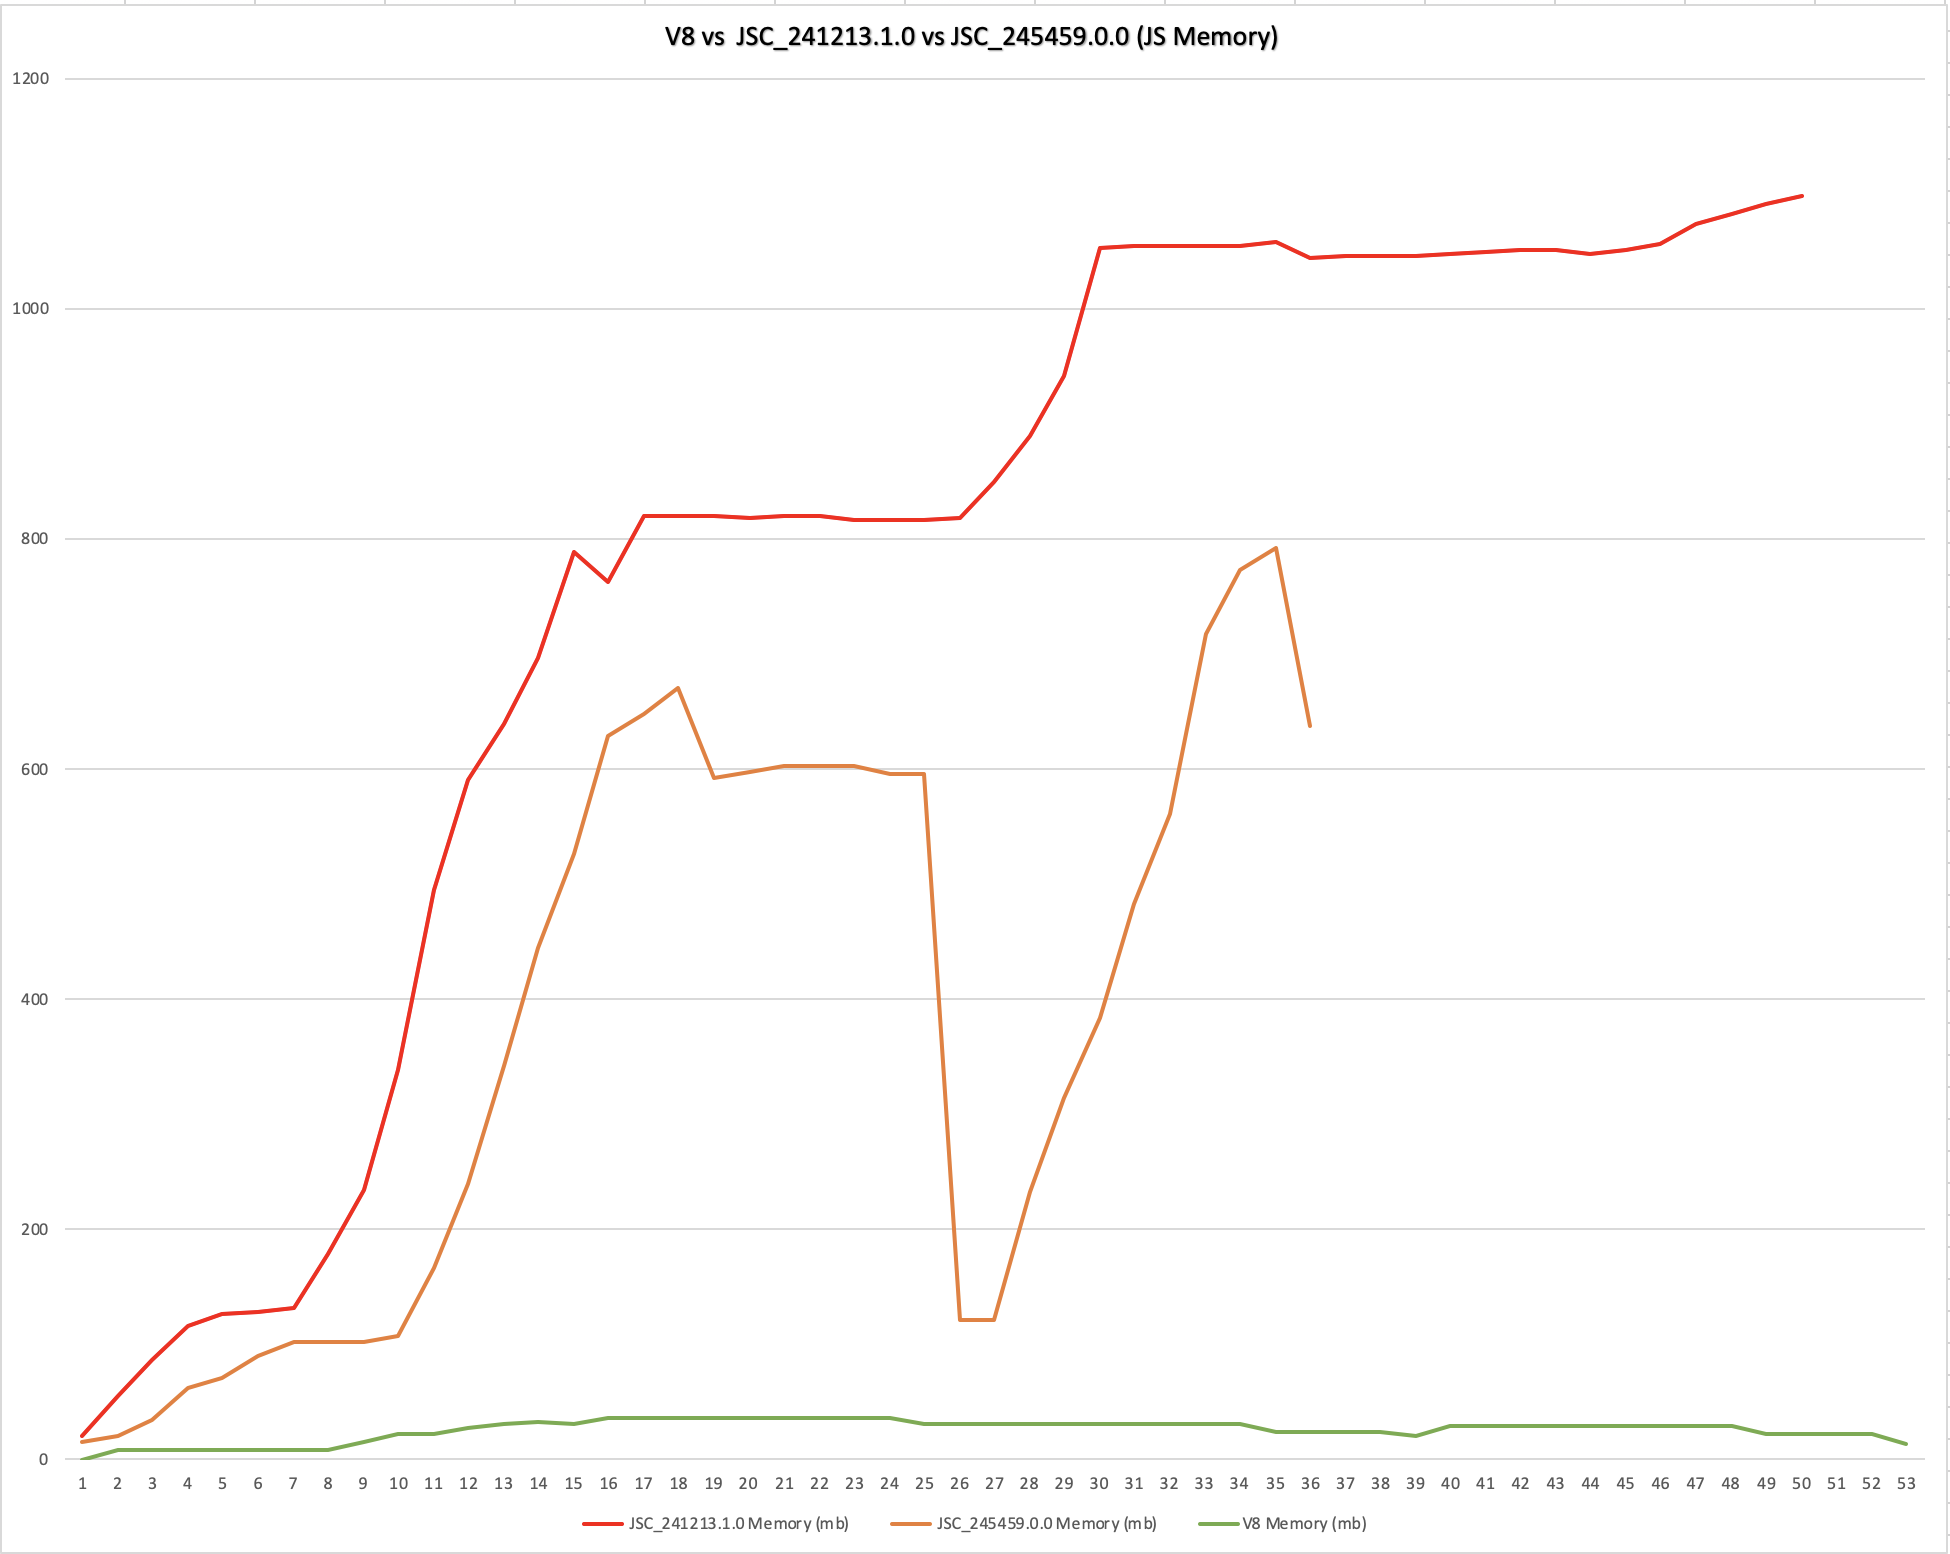 V8 vs JSC_241213.1.0 vs JSC_245459.0.0 (JS Memory)
1200
1000
800
600
400
200
0
1 2 3 4 5 6 7 8 9 10 11 12 13 14 15 16 17 18 19 20 21 22 23 24 25 26 27 28 29 30 31 32 33 34 35 36 37 38 39 40 41 42 43 44 45 46 47 48 49 50 51 52 53
JSC_241213.1.0 Memory (mb) JSC_245459.0.0 Memory (mb) V8 Memory (mb)